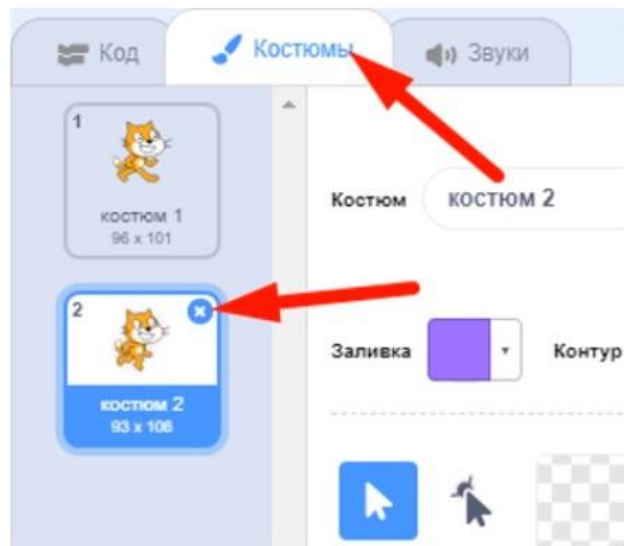 Код
Костюмы
Звуки
1
костюм 1
96 x 101
2
костюм 2
93 x 106
Костюм
костюм 2
Заливка
Контур